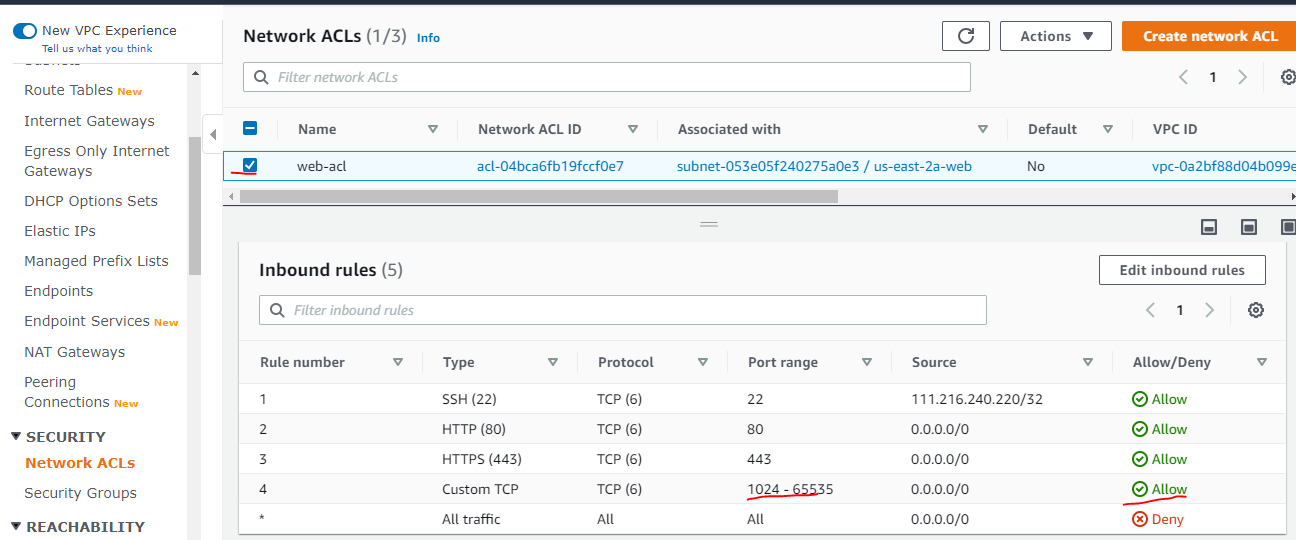 New VPC Experience
Tell us what you think
Route Tables New
Internet Gateways
Egress Only Internet
Gateways
DHCP Options Sets
Elastic IPs
Managed Prefix Lists
Endpoints
Endpoint Services New
NAT Gateways
Peering
Connections New
SECURITY
Network ACLs
Security Groups
REACHABILITY
Network ACLs (1/3) Info
Actions
Create network ACL
Filter network ACLs
1
Name Network ACL ID Associated with Default VPC ID
web-acl acl-04bca6fb19fccf0e7 subnet-053e05f240275a0e3 / us-east-2a-web No vpc-0a2bf88d04b099e
Inbound rules (5)
Edit inbound rules
Filter inbound rules
1
Rule number Type Protocol Port range Source Allow/Deny
1 SSH (22) TCP (6) 22 111.216.240.220/32 Allow
2 HTTP (80) TCP (6) 80 0.0.0.0/0 Allow
3 HTTPS (443) TCP (6) 443 0.0.0.0/0 Allow
4 Custom TCP TCP (6) 1024 - 65535 0.0.0.0/0 Allow
* All traffic All All 0.0.0.0/0 Deny